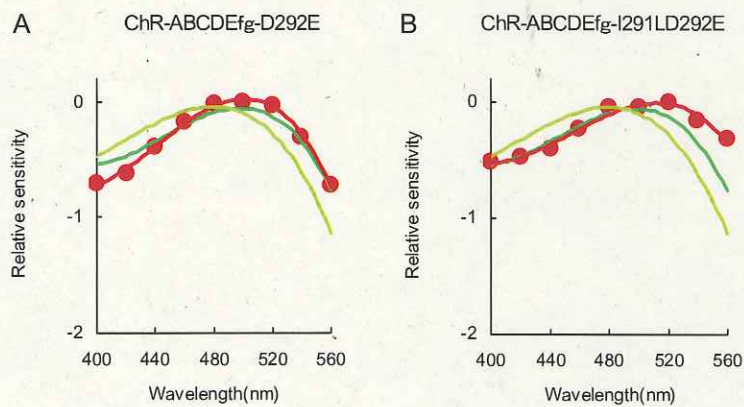 A
ChR-ABCDEfg-D292E
0
-1
-2
Relative sensitivity
400 440 480 520 560
Wavelength(nm)
B
ChR-ABCDEfg-I291LD292E
0
-1
-2
Relative sensitivity
400 440 480 520 560
Wavelength(nm)